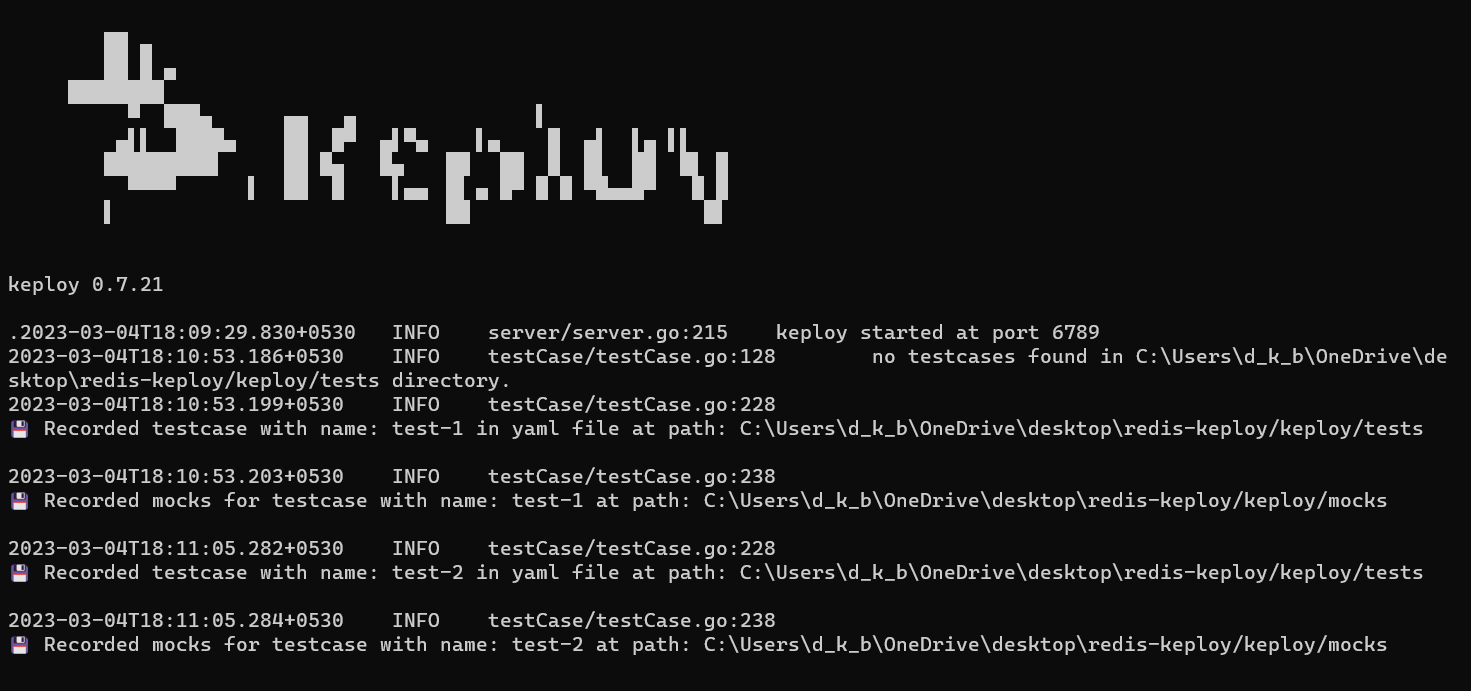 keploy
keploy 0.7.21
.2023-03-04T18:09:29.830+0530   INFO    server/server.go:215    keploy started at port 6789
2023-03-04T18:10:53.186+0530    INFO    testCase/testCase.go:128        no testcases found in C:\Users\d_k_b\OneDrive\de
sktop\redis-keploy/keploy/tests directory.
2023-03-04T18:10:53.199+0530    INFO    testCase/testCase.go:228
💾 Recorded testcase with name: test-1 in yaml file at path: C:\Users\d_k_b\OneDrive\desktop\redis-keploy/keploy/tests
2023-03-04T18:10:53.203+0530    INFO    testCase/testCase.go:238
💾 Recorded mocks for testcase with name: test-1 at path: C:\Users\d_k_b\OneDrive\desktop\redis-keploy/keploy/mocks
2023-03-04T18:11:05.282+0530    INFO    testCase/testCase.go:228
💾 Recorded testcase with name: test-2 in yaml file at path: C:\Users\d_k_b\OneDrive\desktop\redis-keploy/keploy/tests
2023-03-04T18:11:05.284+0530    INFO    testCase/testCase.go:238
💾 Recorded mocks for testcase with name: test-2 at path: C:\Users\d_k_b\OneDrive\desktop\redis-keploy/keploy/mocks